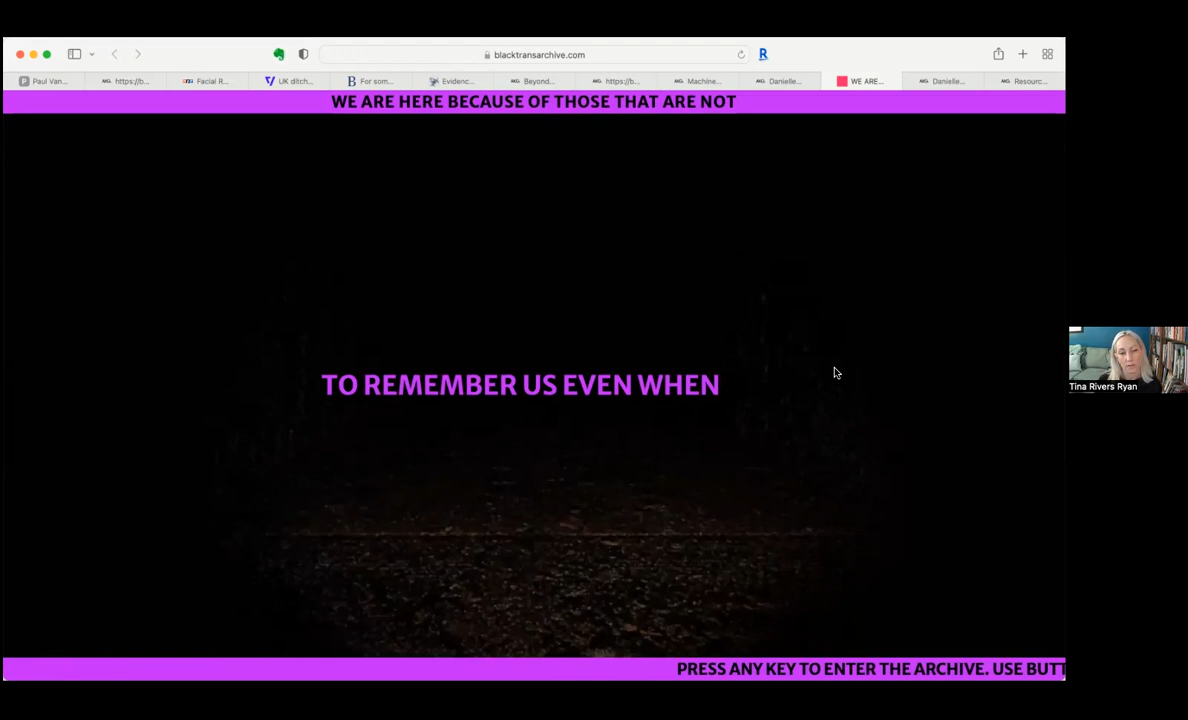 blacktransarchive.com
Paul Van... https://b... Facial R... UK ditch... For som... Evidenc... Beyond... https://b... Machine... Danielle... WE ARE... Danielle... Resourc...
WE ARE HERE BECAUSE OF THOSE THAT ARE NOT
TO REMEMBER US EVEN WHEN
Tina Rivers Ryan
PRESS ANY KEY TO ENTER THE ARCHIVE. USE BUTT